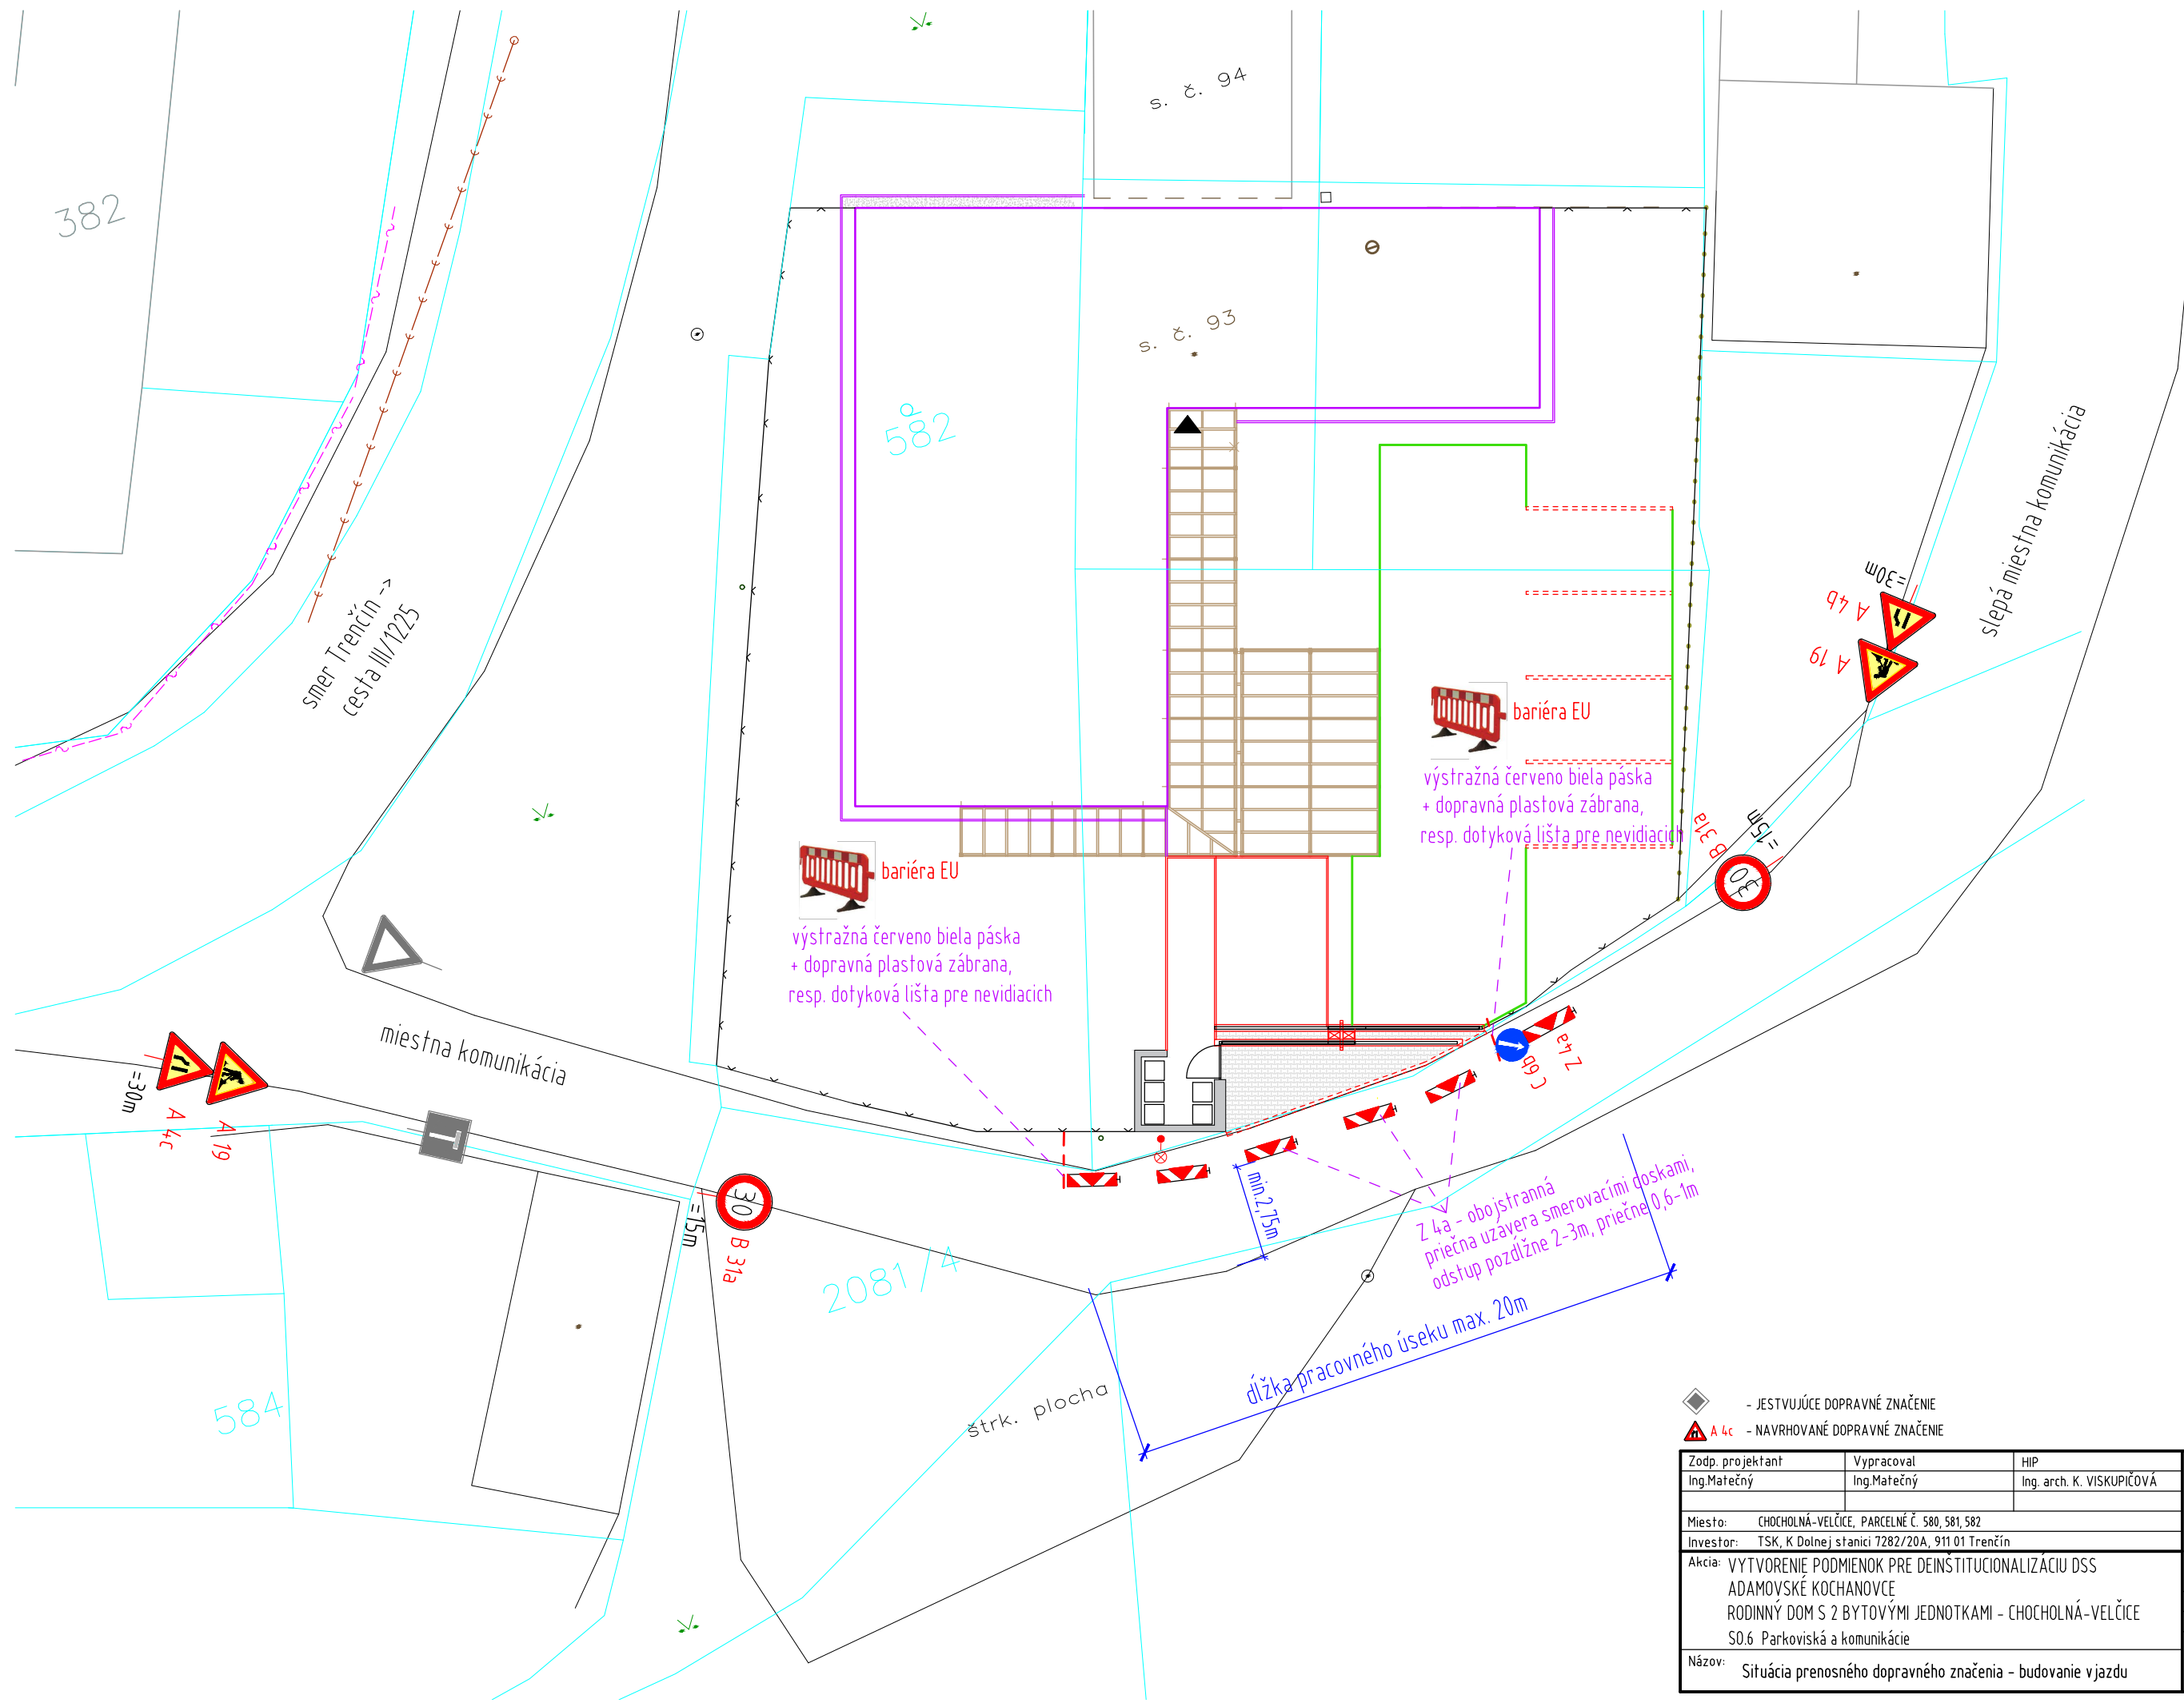 s. č. 94
382
s. č. 93
582
smer Trenčín ->
cesta III/1225
slepá miestna komunikácia
=30m
A 4b
A 19
bariéra EU
výstražná červeno biela páska
+ dopravná plastová zábrana,
resp. dotyková lišta pre nevidiacich
B 31a
=15m
30
bariéra EU
výstražná červeno biela páska
+ dopravná plastová zábrana,
resp. dotyková lišta pre nevidiacich
miestna komunikácia
=30m
A 4c
A 19
C 6b
Z 4a
30
=15m
B 31a
min.2,75m
Z 4a - obojstranná
priečna uzávera smerovacími doskami,
odstup pozdĺžne 2-3m, priečne 0,6-1m
2081/4
dĺžka pracovného úseku max. 20m
štrk. plocha
584
- JESTVUJÚCE DOPRAVNÉ ZNAČENIE
A 4c - NAVRHOVANÉ DOPRAVNÉ ZNAČENIE
Zodp. projektant Vypracoval HIP
Ing.Matečný Ing.Matečný Ing. arch. K. VISKUPIČOVÁ
Miesto: CHOCHOLNÁ-VELČICE, PARCELNÉ Č. 580, 581, 582
Investor: TSK, K Dolnej stanici 7282/20A, 911 01 Trenčín
Akcia: VYTVORENIE PODMIENOK PRE DEINŠTITUCIONALIZÁCIU DSS
ADAMOVSKÉ KOCHANOVCE
RODINNÝ DOM S 2 BYTOVÝMI JEDNOTKAMI - CHOCHOLNÁ-VELČICE
SO.6 Parkoviská a komunikácie
Názov: Situácia prenosného dopravného značenia - budovanie vjazdu